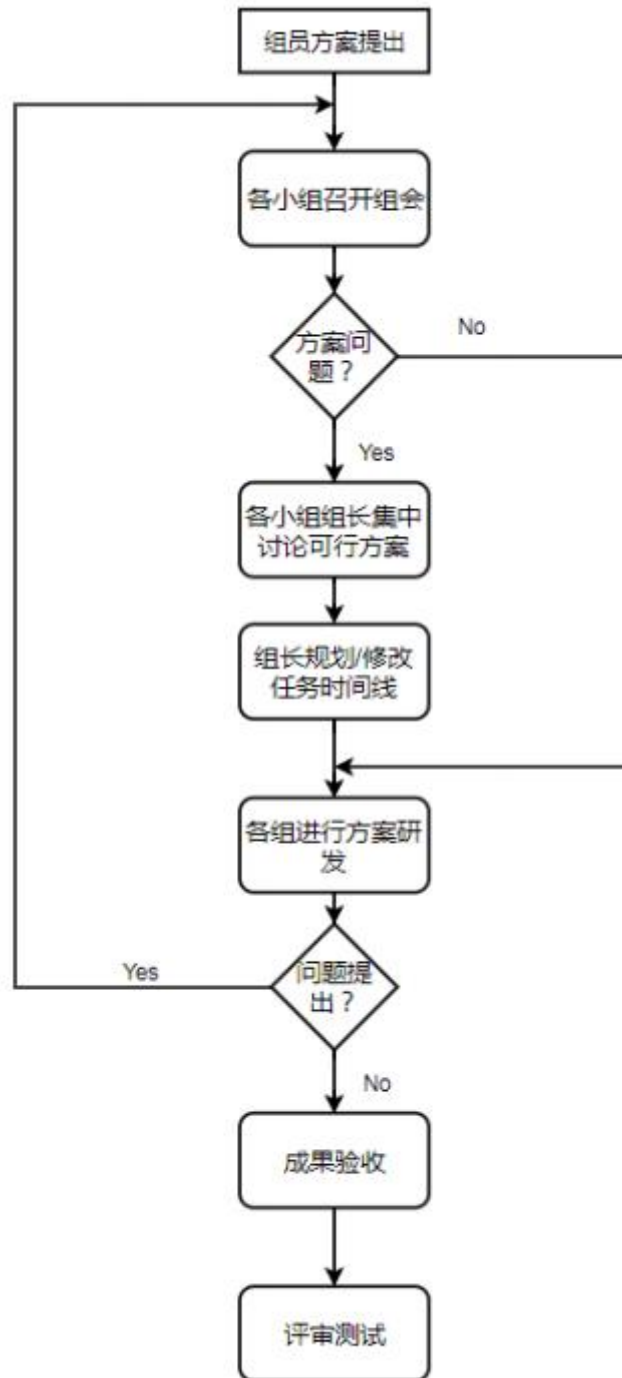 组员方案提出
各小组召开组会
方案问
题？
No
Yes
各小组组长集中
讨论可行方案
组长规划/修改
任务时间线
各组进行方案研
发
问题提
出？
Yes
No
成果验收
评审测试